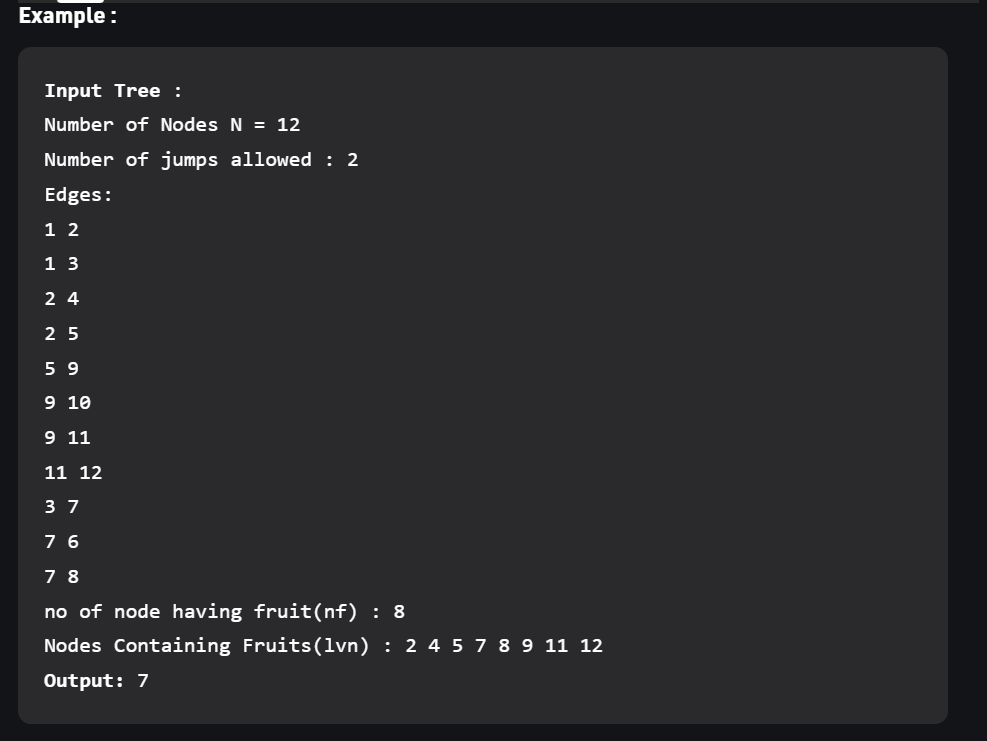 Example :
Input Tree :
Number of Nodes N = 12
Number of jumps allowed : 2
Edges:
1 2
1 3
2 4
2 5
5 9
9 10
9 11
11 12
3 7
7 6
7 8
no of node having fruit(nf) : 8
Nodes Containing Fruits(lvn) : 2 4 5 7 8 9 11 12
Output: 7